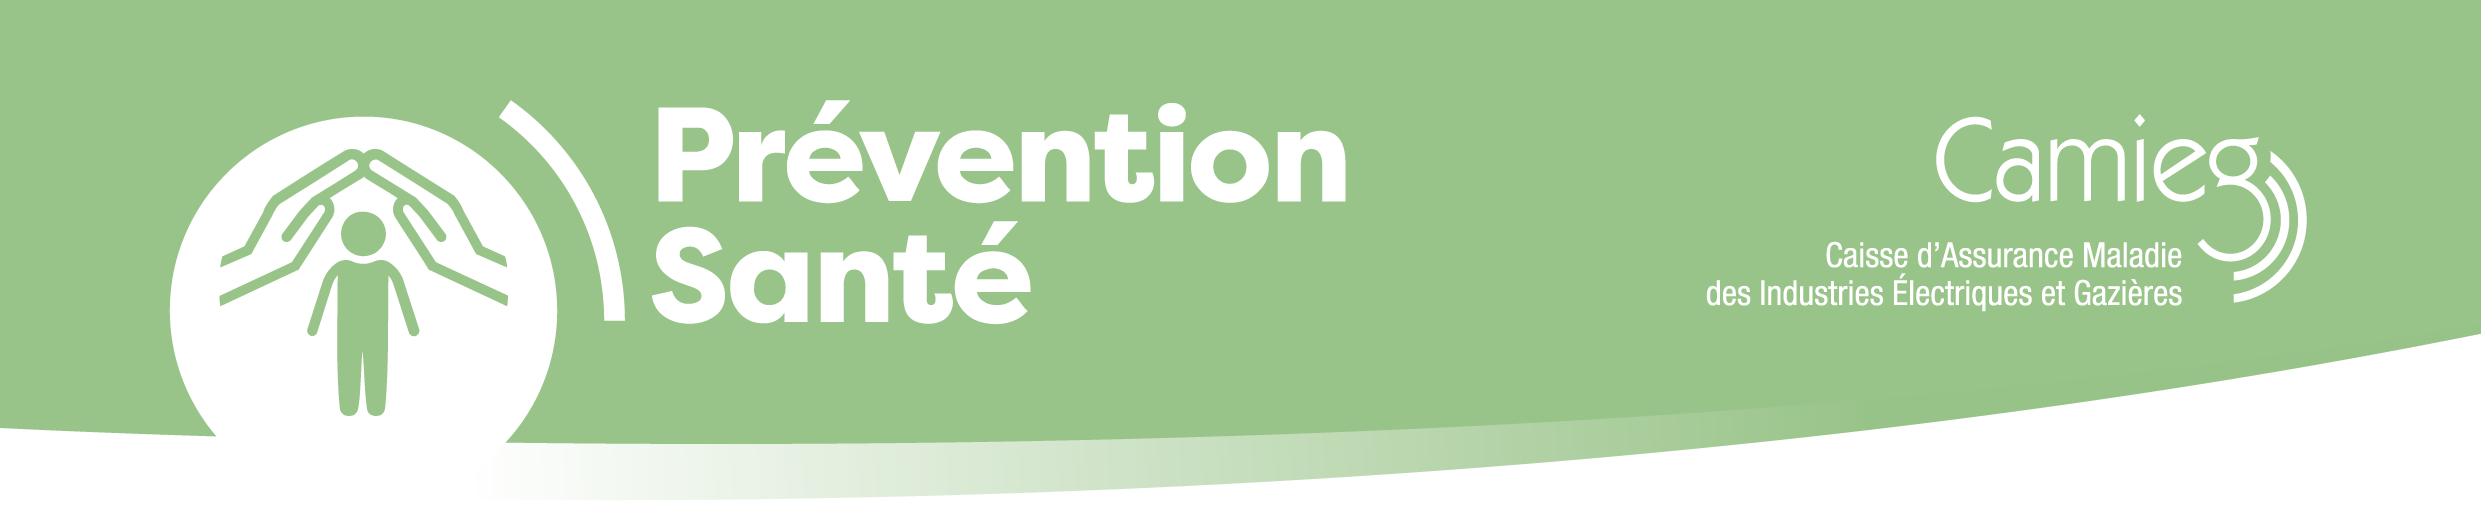 Prévention
Santé
Camieg
Caisse d'Assurance Maladie
des Industries Électriques et Gazières